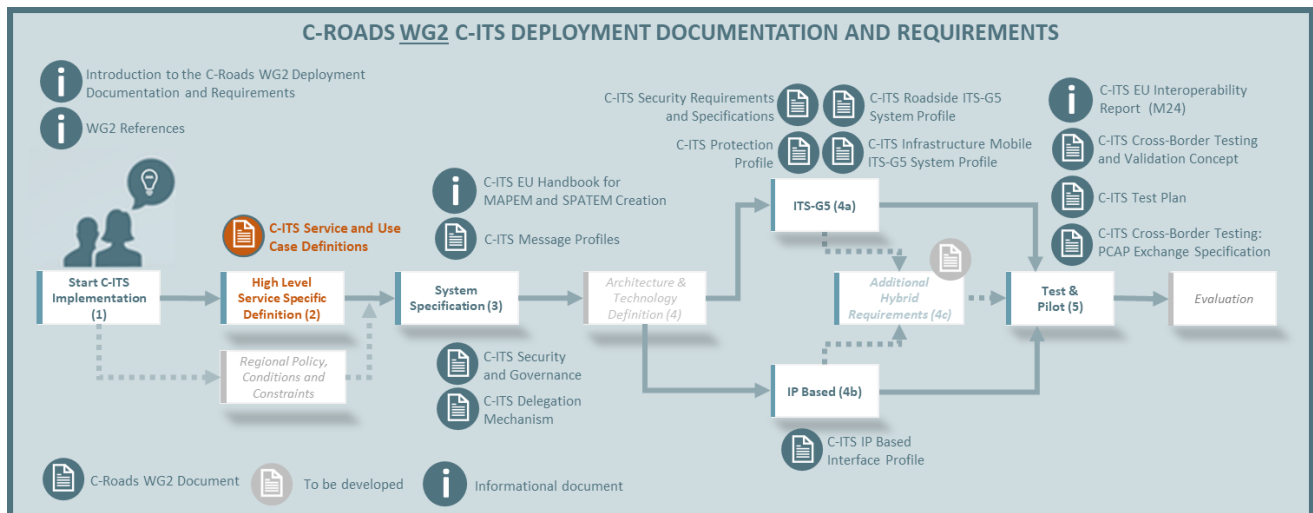 C-ROADS WG2 C-ITS DEPLOYMENT DOCUMENTATION AND REQUIREMENTS
Introduction to the C-Roads WG2 Deployment
Documentation and Requirements
WG2 References
C-ITS Security Requirements
and Specifications
C-ITS Roadside ITS-G5
System Profile
C-ITS Protection
Profile
C-ITS Infrastructure Mobile
ITS-G5 System Profile
C-ITS EU Interoperability
Report (M24)
C-ITS Cross-Border Testing
and Validation Concept
C-ITS Test Plan
C-ITS Cross-Border Testing:
PCAP Exchange Specification
C-ITS EU Handbook for
MAPEM and SPATEM Creation
C-ITS Message Profiles
C-ITS Service and Use
Case Definitions
ITS-G5 (4a)
Start C-ITS
Implementation
(1)
High Level
Service Specific
Definition (2)
System
Specification (3)
Architecture &
Technology
Definition (4)
Additional
Hybrid
Requirements (4c)
Test &
Pilot (5)
Evaluation
Regional Policy,
Conditions and
Constraints
C-ITS Security
and Governance
C-ITS Delegation
Mechanism
IP Based (4b)
C-ITS IP Based
Interface Profile
C-Roads WG2 Document
To be developed
Informational document